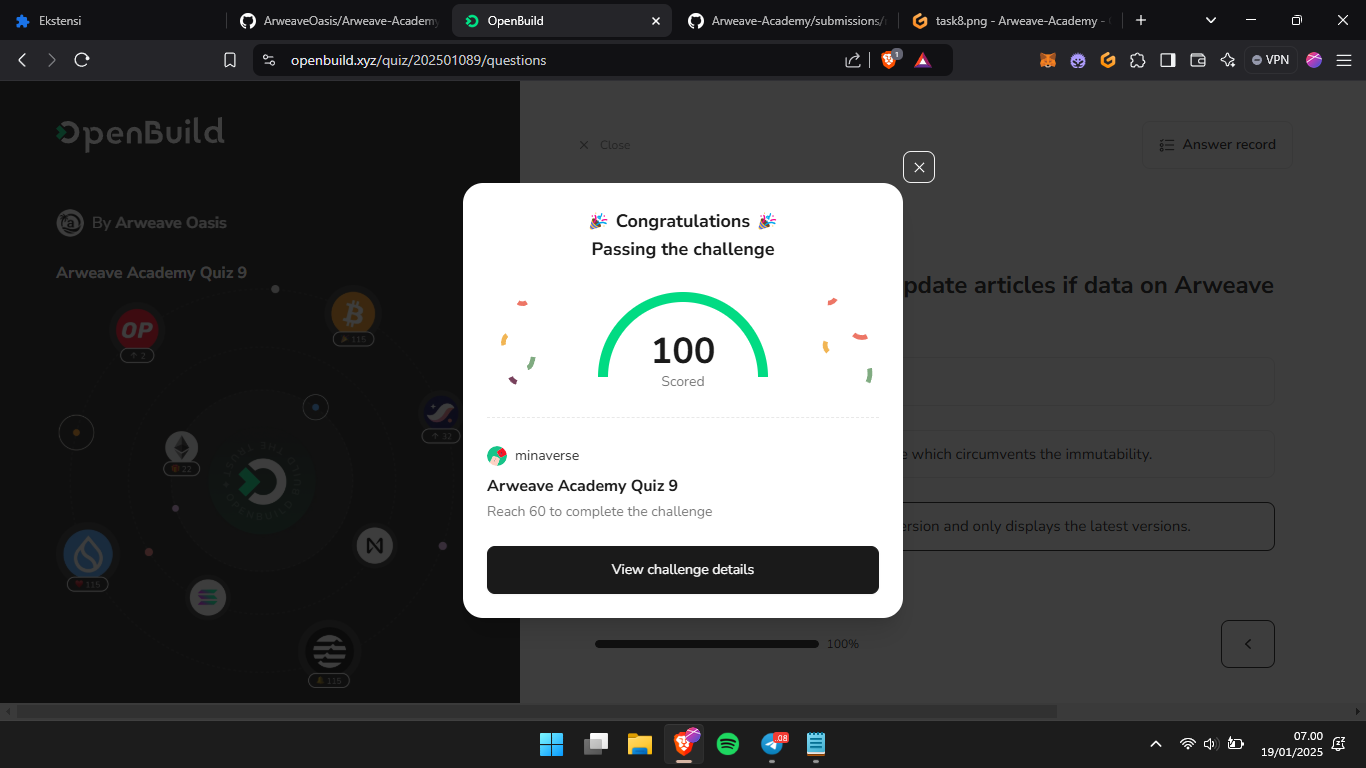 Ekstensi
ArweaveOasis/Arweave-Academy
OpenBuild
Arweave-Academy/submissions/
task8.png - Arweave-Academy -
openbuild.xyz/quiz/202501089/questions
1
VPN
OpenBuild
Close
Answer record
By Arweave Oasis
Arweave Academy Quiz 9
🎉 Congratulations 🎉
Passing the challenge
pdate articles if data on Arweave
OP
2
115
100
Scored
32
22
minaverse
e which circumvents the immutability.
Arweave Academy Quiz 9
Reach 60 to complete the challenge
ersion and only displays the latest versions.
View challenge details
115
115
100%
.08
07.00
19/01/2025